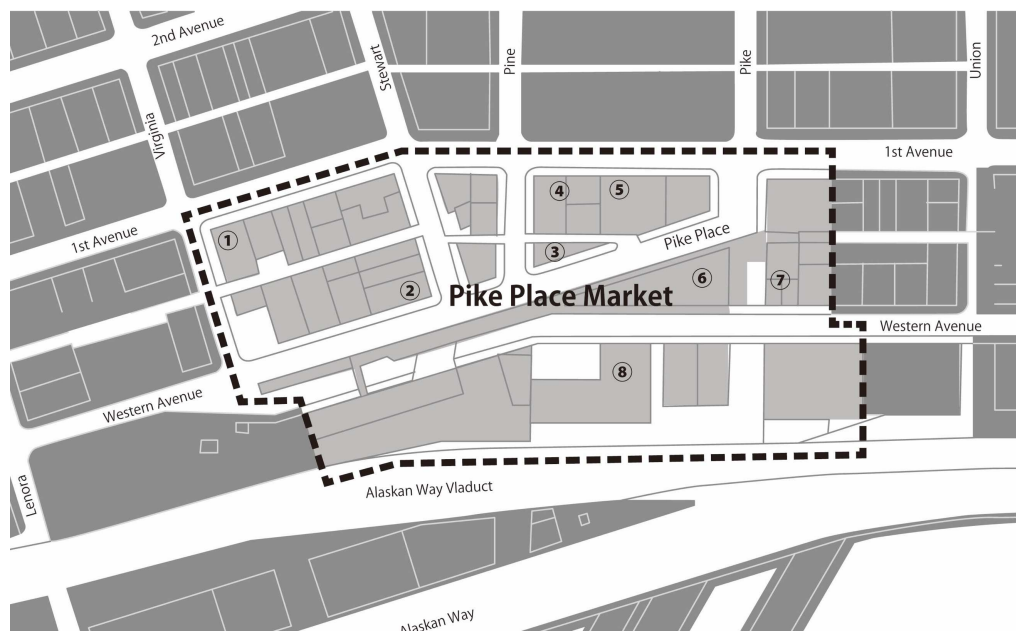 2nd Avenue
Stewart
Pine
Pike
Union
Virginia
1st Avenue
1st Avenue
4
5
1
Pike Place
3
2
Pike Place Market
6
7
Western Avenue
8
Western Avenue
Lenora
Alaskan Way Vladuct
Alaskan Way